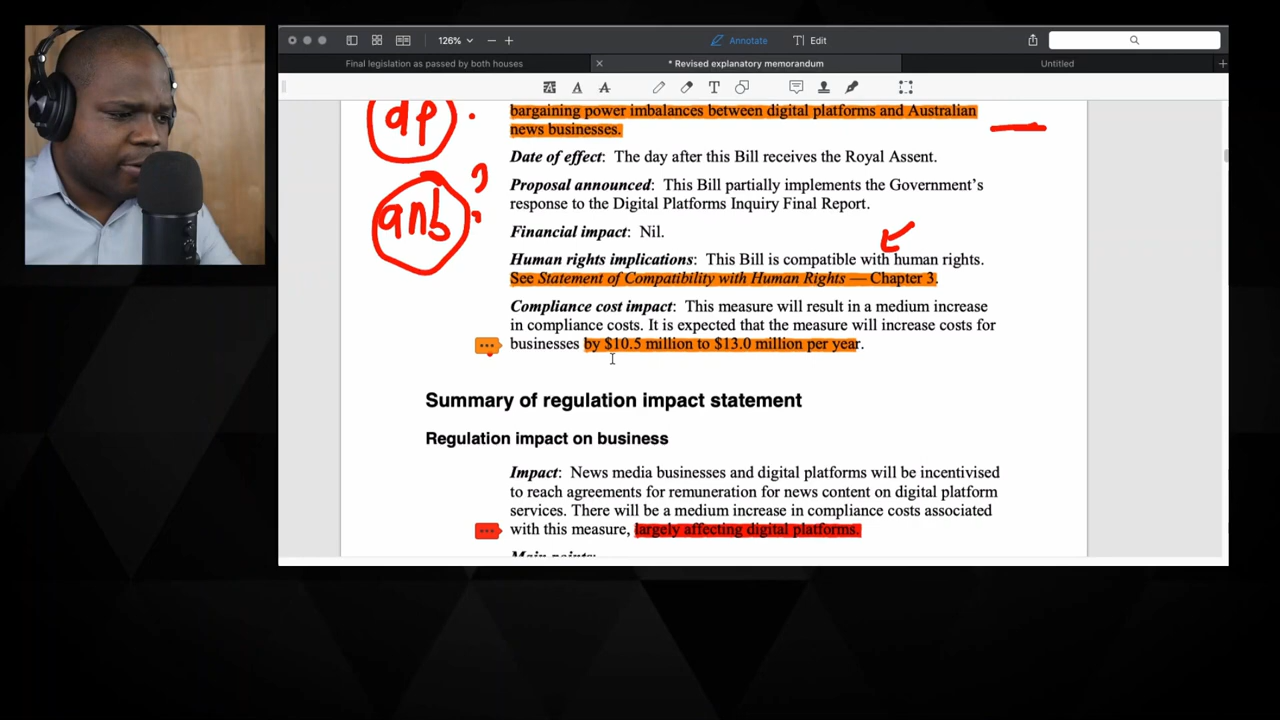 126%
Annotate
Edit
Final legislation as passed by both houses
* Revised explanatory memorandum
Untitled
dp
bargaining power imbalances between digital platforms and Australian
news businesses.
Date of effect: The day after this Bill receives the Royal Assent.
Proposal announced: This Bill partially implements the Government's
response to the Digital Platforms Inquiry Final Report.
anb
Financial impact: Nil.
Human rights implications: This Bill is compatible with human rights.
See Statement of Compatibility with Human Rights — Chapter 3.
Compliance cost impact: This measure will result in a medium increase
in compliance costs. It is expected that the measure will increase costs for
businesses by $10.5 million to $13.0 million per year.
Summary of regulation impact statement
Regulation impact on business
Impact: News media businesses and digital platforms will be incentivised
to reach agreements for remuneration for news content on digital platform
services. There will be a medium increase in compliance costs associated
with this measure, largely affecting digital platforms.
Main points: